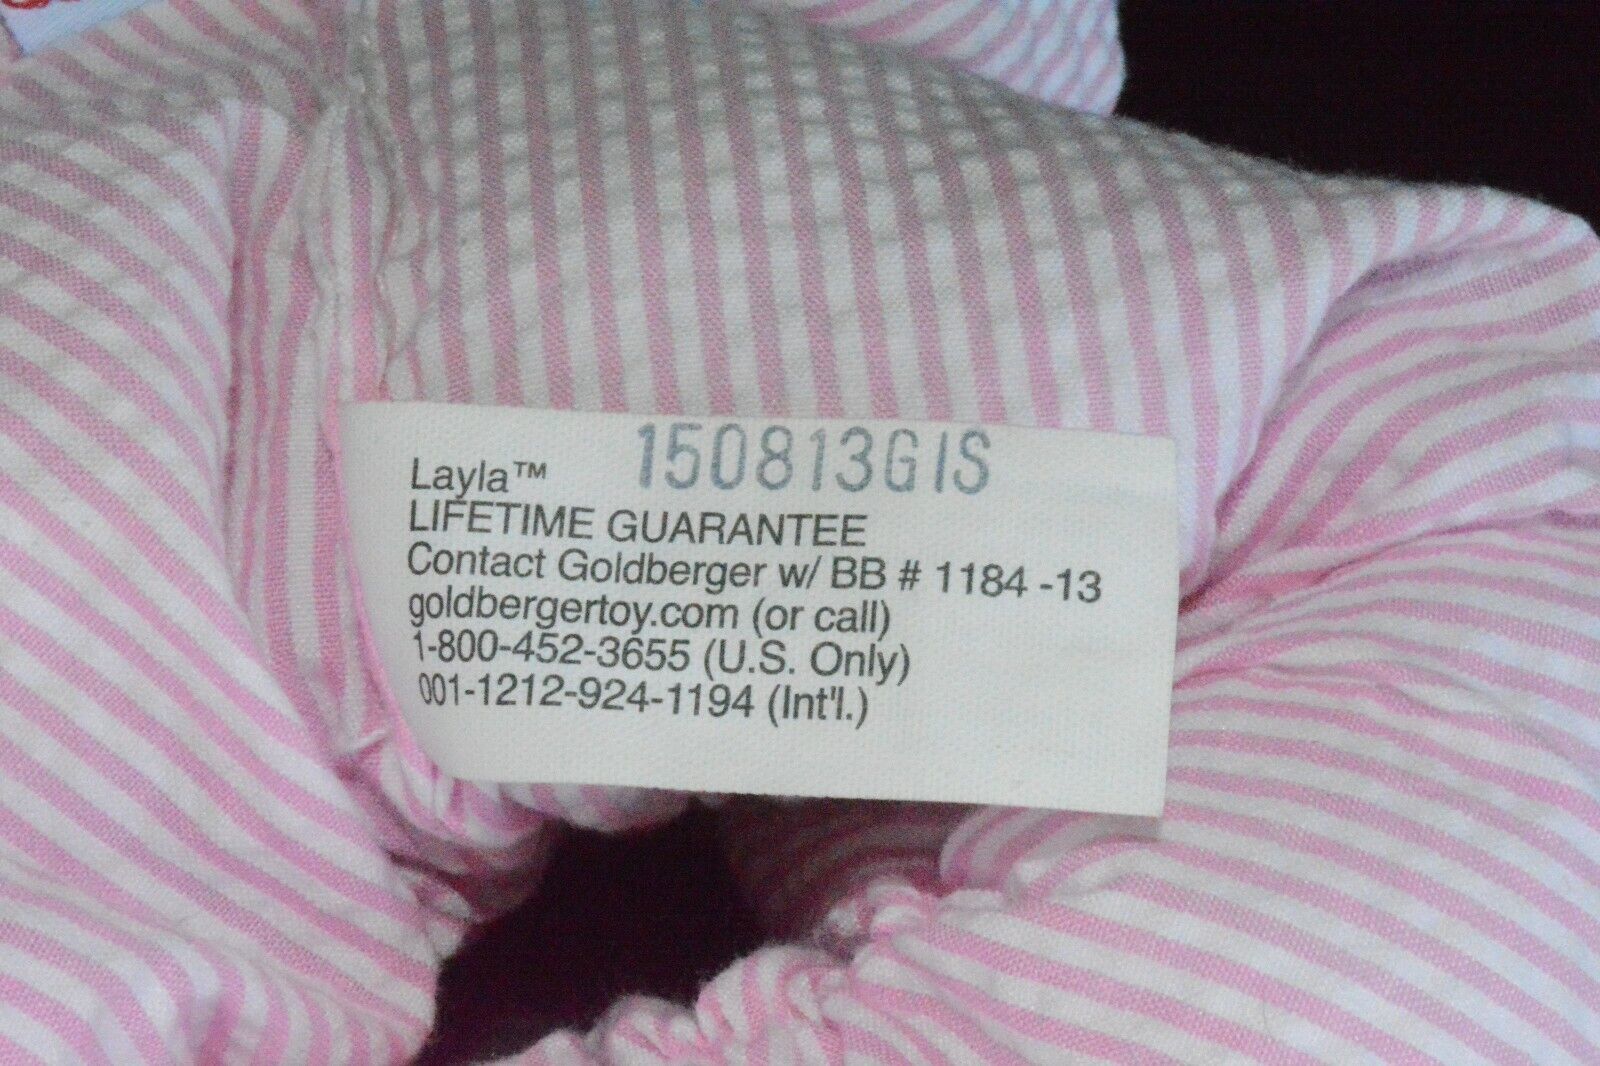 150813GIS
Layla™
LIFETIME GUARANTEE
Contact Goldberger w/ BB # 1184 -13
goldbergertoy.com (or call)
1-800-452-3655 (U.S. Only)
001-1212-924-1194 (Int'l.)